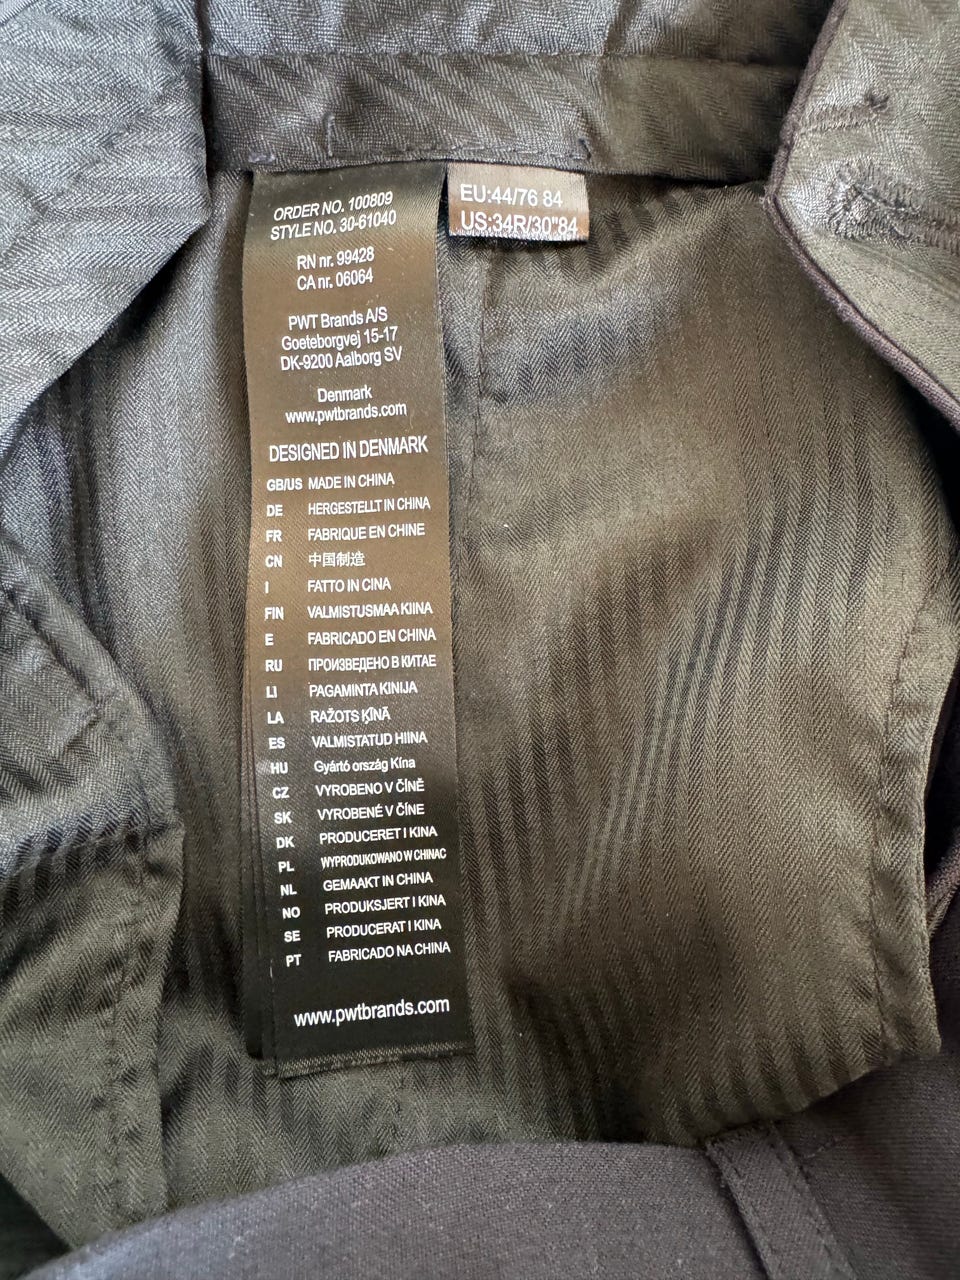 ORDER NO. 100809
STYLE NO. 30-61040
RN nr. 99428
CA nr. 06064
PWT Brands A/S
Goeteborgvej 15-17
DK-9200 Aalborg SV
Denmark
www.pwtbrands.com
DESIGNED IN DENMARK
GB/US MADE IN CHINA
DE HERGESTELLT IN CHINA
FR FABRIQUE EN CHINE
CN 中国制造
I FATTO IN CINA
FIN VALMISTUSMAA KIINA
E FABRICADO EN CHINA
RU ПРОИЗВЕДЕНО В КИТАЕ
LI PAGAMINTA KINIJA
LA RAŽOTS ĶĪNĀ
ES VALMISTATUD HIINA
HU Gyártó ország Kína
CZ VYROBENO V ČÍNĚ
SK VYROBENÉ V ČÍNE
DK PRODUCERET I KINA
PL WYPRODUKOWANO W CHINAC
NL GEMAAKT IN CHINA
NO PRODUKSJERT I KINA
SE PRODUCERAT I KINA
PT FABRICADO NA CHINA
www.pwtbrands.com
EU:44/76 84
US:34R/30"84